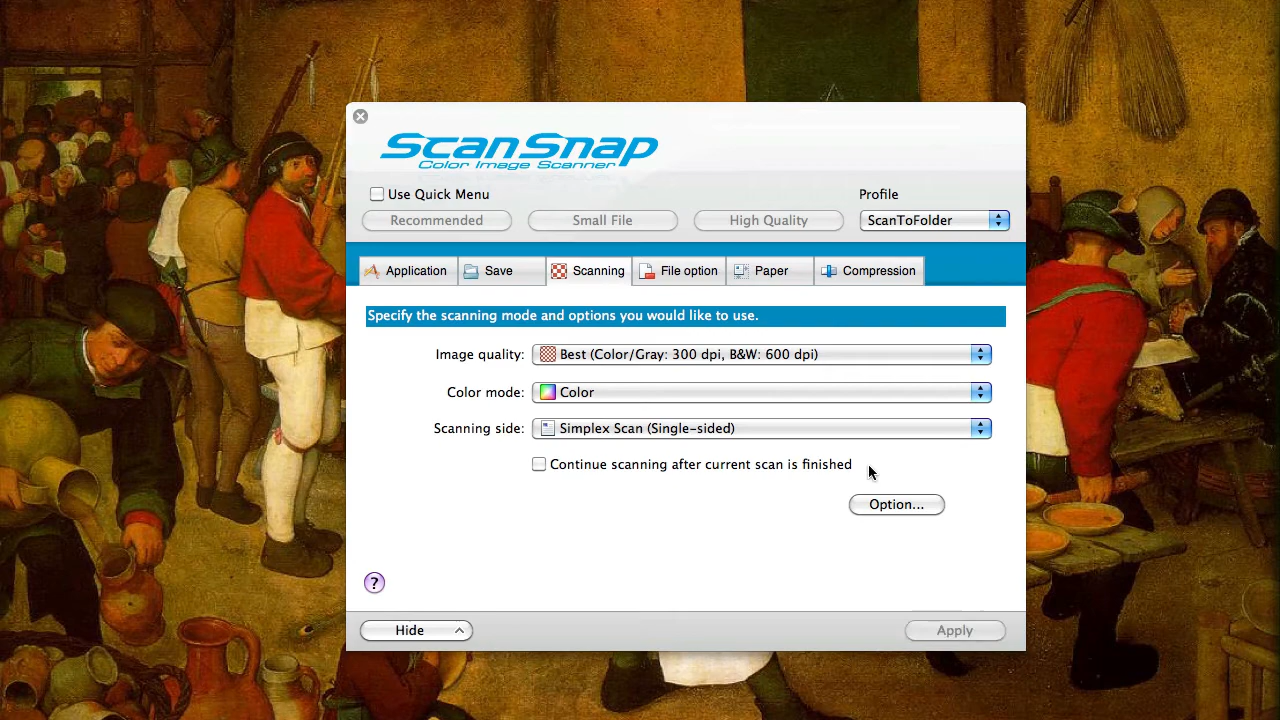 ScanSnap
Color Image Scanner
Use Quick Menu
Profile
Recommended
Small File
High Quality
ScanToFolder
Application
Save
Scanning
File option
Paper
Compression
Specify the scanning mode and options you would like to use.
Image quality: Best (Color/Gray: 300 dpi, B&W: 600 dpi)
Color mode: Color
Scanning side: Simplex Scan (Single-sided)
Continue scanning after current scan is finished
Option...
?
Hide
Apply